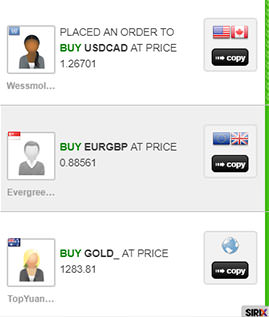 PLACED AN ORDER TO
BUY USDCAD AT PRICE
1.26701
copy
Wessmol...
BUY EURGBP AT PRICE
0.88561
copy
Evergree...
BUY GOLD_ AT PRICE
1283.81
copy
TopYuan...
SIRIX